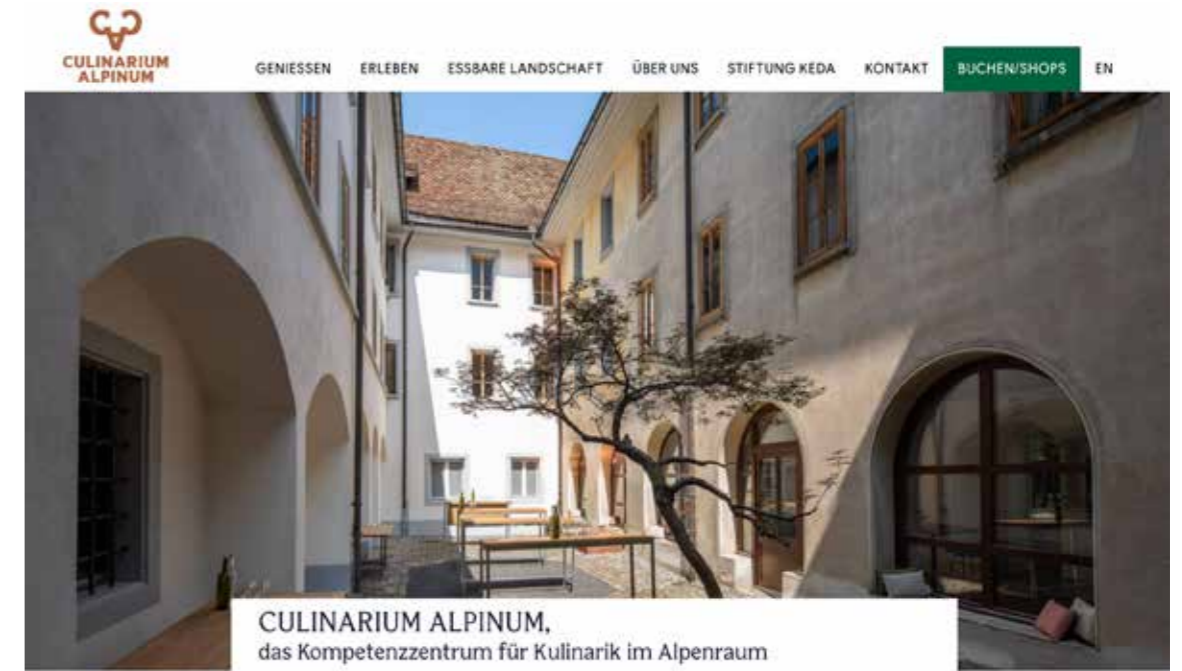 CULINARIUM
ALPINUM
GENIESSEN ERLEBEN ESSBARE LANDSCHAFT ÜBER UNS STIFTUNG KEDA KONTAKT BUCHEN/SHOPS EN
CULINARIUM ALPINUM,
das Kompetenzzentrum für Kulinarik im Alpenraum